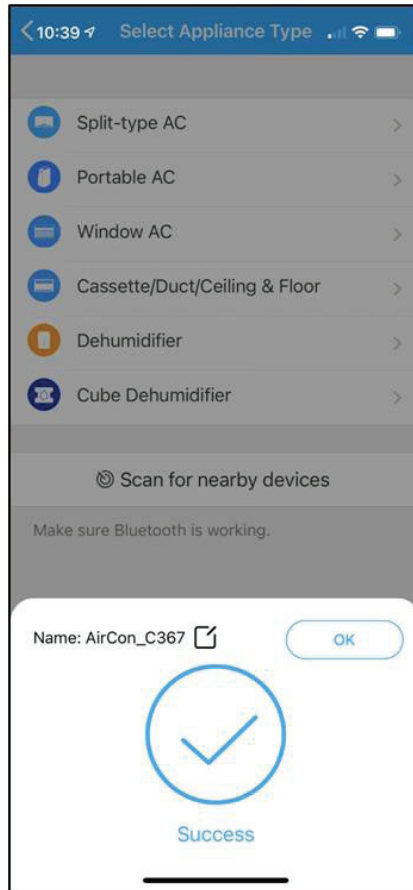 10:39 Select Appliance Type
Split-type AC
Portable AC
Window AC
Cassette/Duct/Ceiling & Floor
Dehumidifier
Cube Dehumidifier
Scan for nearby devices
Make sure Bluetooth is working.
Name: AirCon_C367 OK
Success